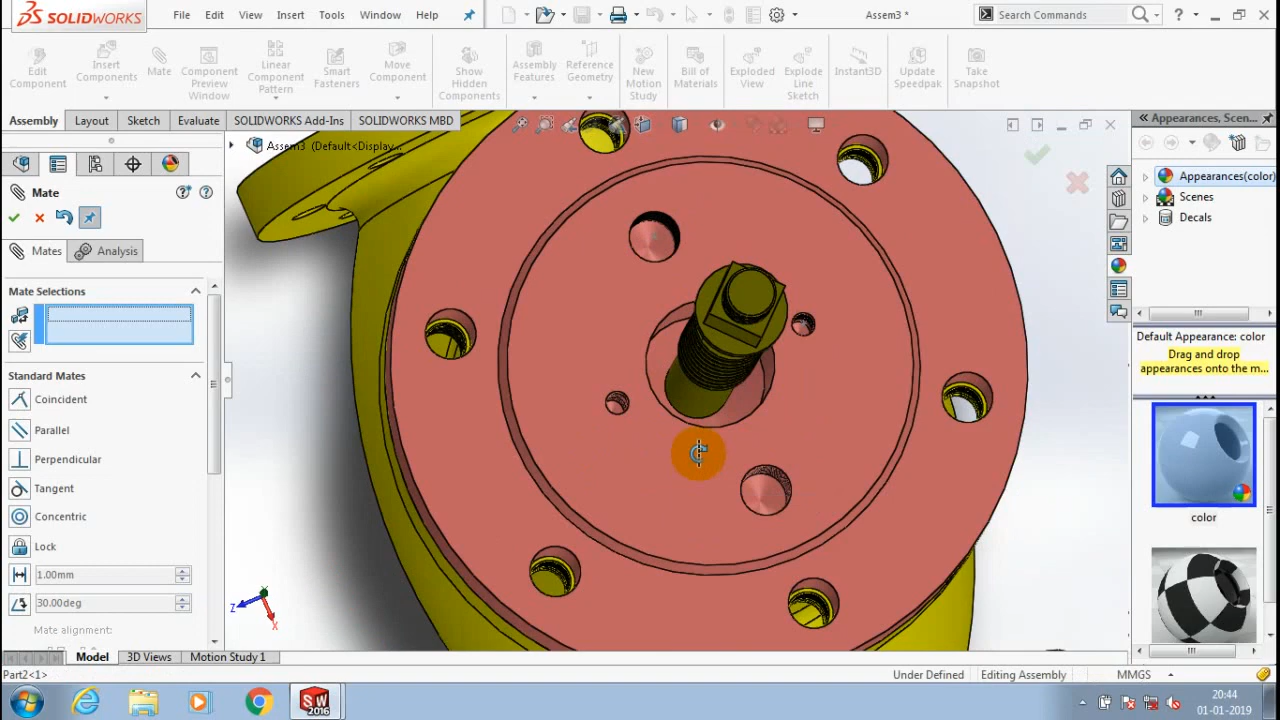 SOLIDWORKS File Edit View Insert Tools Window Help Assem3 * Search Commands
Edit Component
Insert Components
Mate
Component Preview Window
Linear Component Pattern
Smart Fasteners
Move Component
Show Hidden Components
Assembly Features
Reference Geometry
New Motion Study
Bill of Materials
Exploded View
Explode Line Sketch
Instant3D
Update Speedpak
Take Snapshot
Assembly Layout Sketch Evaluate SOLIDWORKS Add-Ins SOLIDWORKS MBD
Appearances, Scen...
Assem3 (Default<Display...
Mate
Mates Analysis
Mate Selections
Standard Mates
Coincident
Parallel
Perpendicular
Tangent
Concentric
Lock
1.00mm
30.00deg
Mate alignment:
Z
X
Appearances(color)
Scenes
Decals
Default Appearance: color
Drag and drop
appearances onto the m...
color
Model 3D Views Motion Study 1
Part2<1> Under Defined Editing Assembly MMGS
SW
2016
20:44
01-01-2019